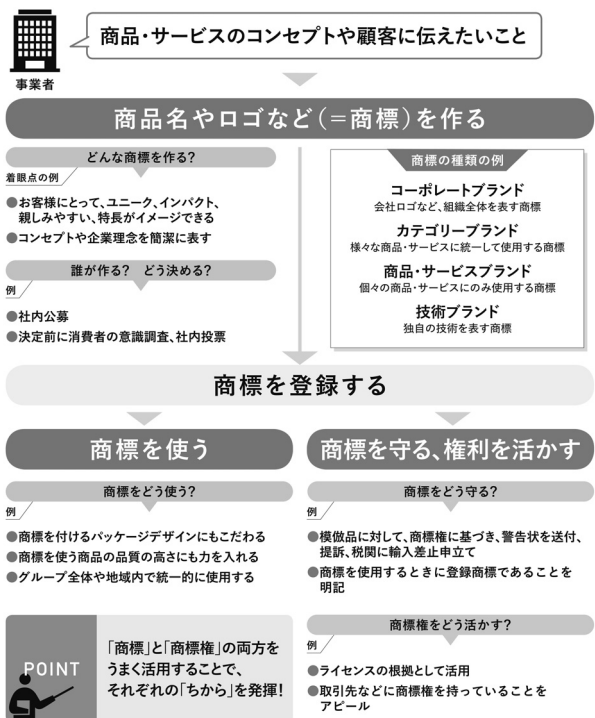 商品・サービスのコンセプトや顧客に伝えたいこと
事業者
商品名やロゴなど(=商標)を作る
どんな商標を作る?
着眼点の例
●お客様にとって、ユニーク、インパクト、
親しみやすい、特長がイメージできる
●コンセプトや企業理念を簡潔に表す
誰が作る? どう決める?
例
●社内公募
●決定前に消費者の意識調査、社内投票
商標の種類の例
コーポレートブランド
会社ロゴなど、組織全体を表す商標
カテゴリーブランド
様々な商品・サービスに統一して使用する商標
商品・サービスブランド
個々の商品・サービスにのみ使用する商標
技術ブランド
独自の技術を表す商標
商標を登録する
商標を使う
商標をどう使う?
例
●商標を付けるパッケージデザインにもこだわる
●商標を使う商品の品質の高さにも力を入れる
●グループ全体や地域内で統一的に使用する
POINT
「商標」と「商標権」の両方を
うまく活用することで、
それぞれの「ちから」を発揮!
商標を守る、権利を活かす
商標をどう守る?
例
●模倣品に対して、商標権に基づき、警告状を送付、
提訴、税関に輸入差止申立て
●商標を使用するときに登録商標であることを
明記
商標権をどう活かす?
例
●ライセンスの根拠として活用
●取引先などに商標権を持っていることを
アピール